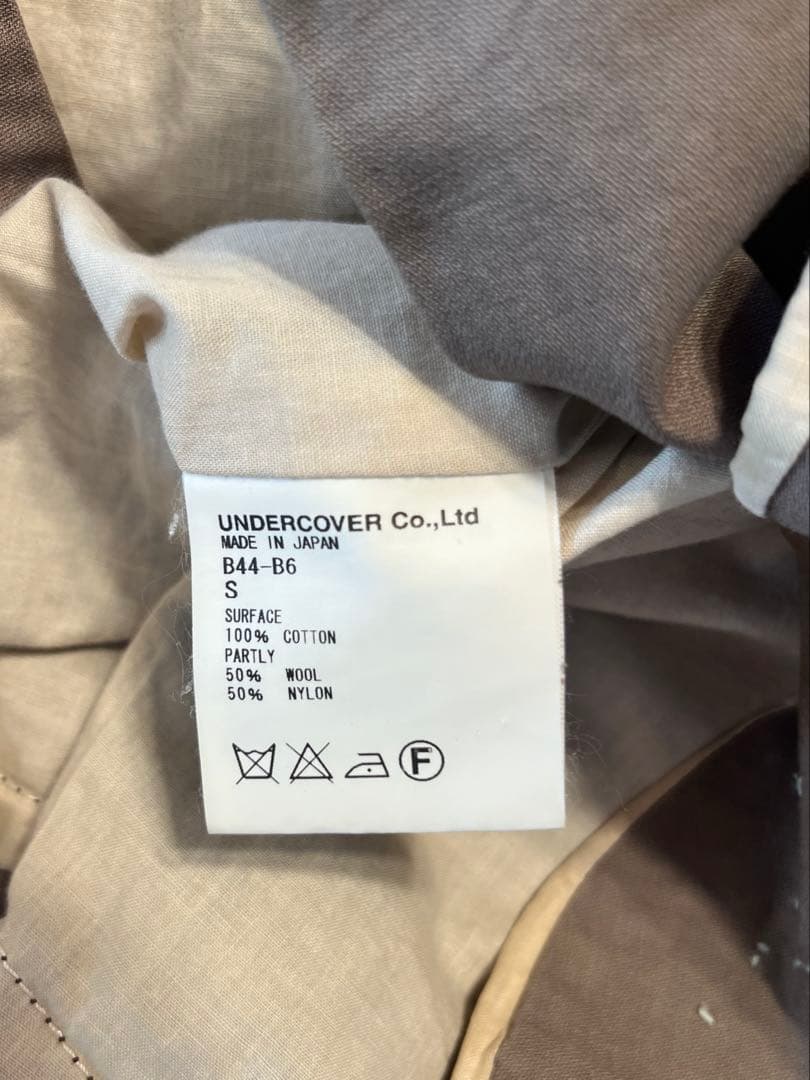 UNDERCOVER Co.,Ltd
MADE IN JAPAN
B44-B6
S
SURFACE
100% COTTON
PARTLY
50% WOOL
50% NYLON
F